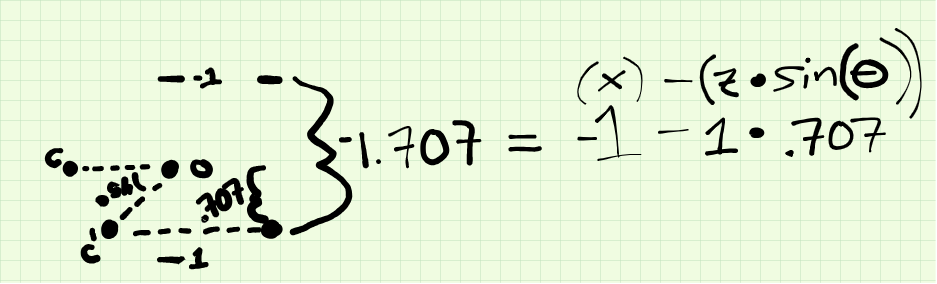 (x) - (z • sin(θ))
- -1 -
-1.707 = -1 - 1 • .707
c 0
.707
c'
-1